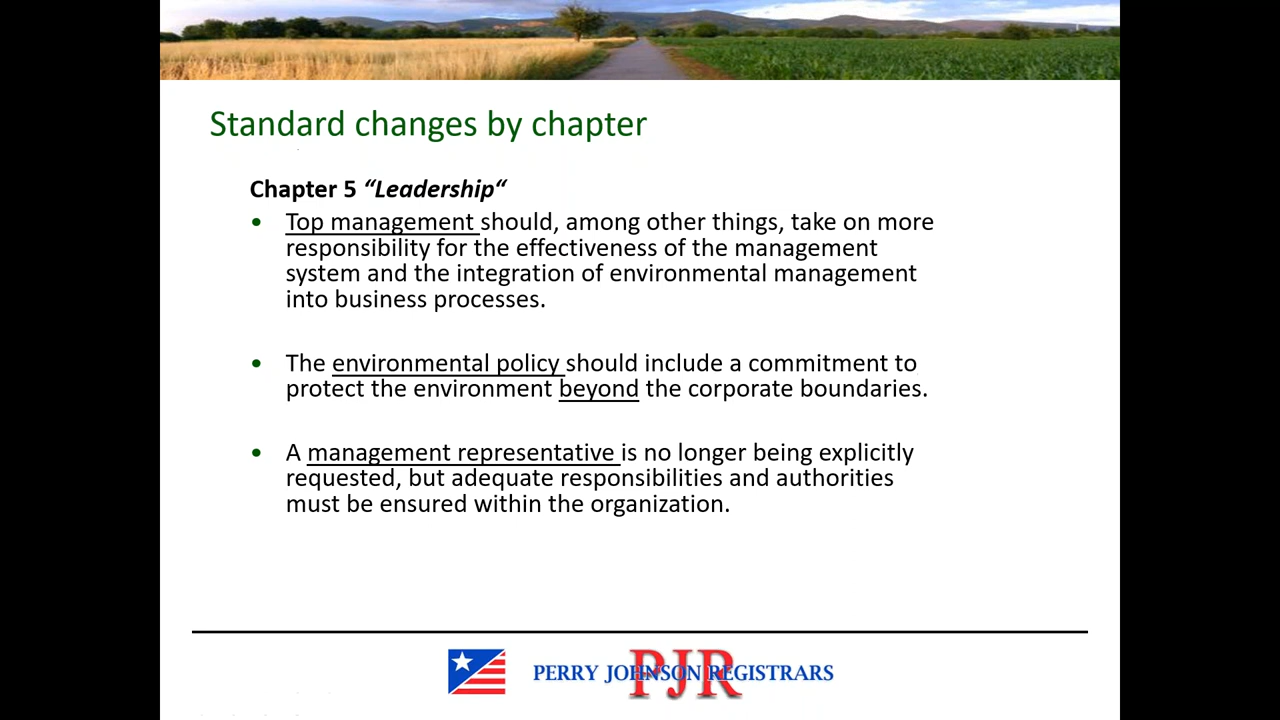 Standard changes by chapter
Chapter 5 “Leadership“
• Top management should, among other things, take on more
responsibility for the effectiveness of the management
system and the integration of environmental management
into business processes.
• The environmental policy should include a commitment to
protect the environment beyond the corporate boundaries.
• A management representative is no longer being explicitly
requested, but adequate responsibilities and authorities
must be ensured within the organization.
PJR
PERRY JOHNSON REGISTRARS